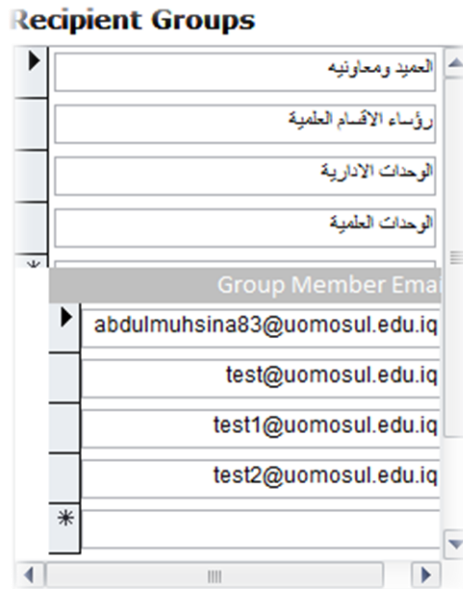 Recipient Groups
العميد ومعاونيه
رؤساء الاقسام العلمية
الوحدات الادارية
الوحدات العلمية
Group Member Emai
abdulmuhsina83@uomosul.edu.iq
test@uomosul.edu.iq
test1@uomosul.edu.iq
test2@uomosul.edu.iq